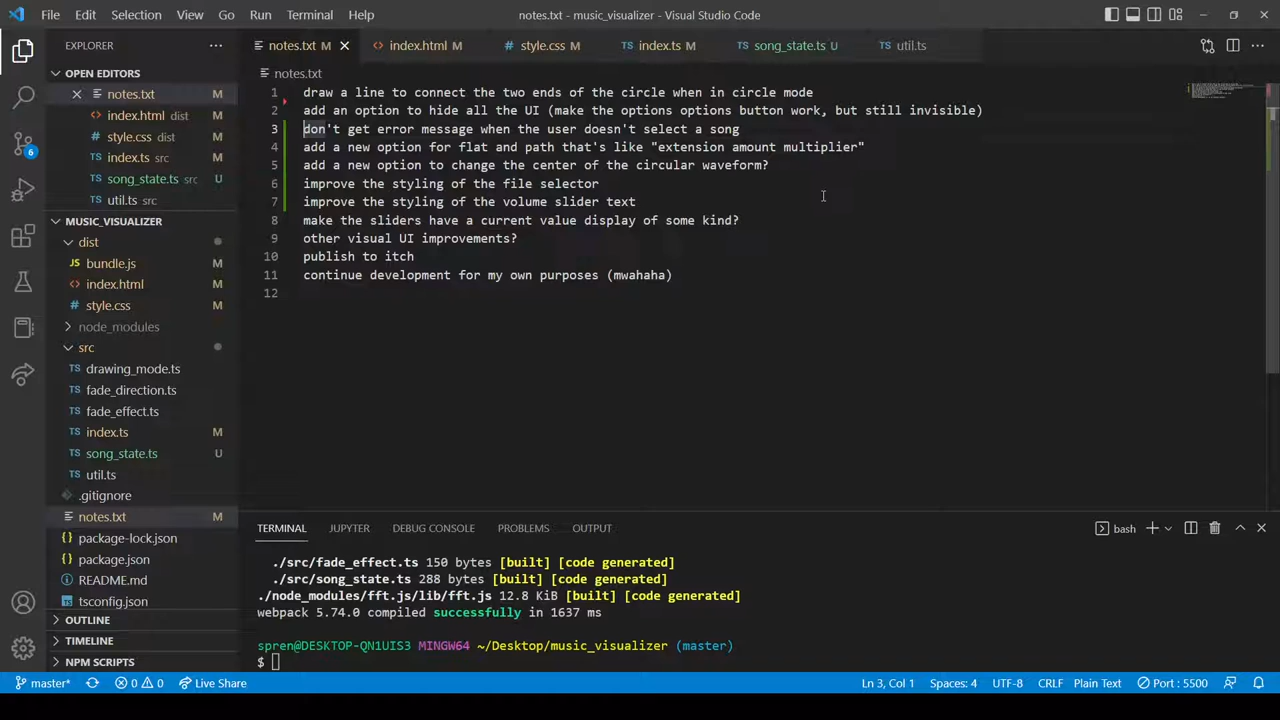 File Edit Selection View Go Run Terminal Help
notes.txt - music_visualizer - Visual Studio Code
EXPLORER
notes.txt M
index.html M
style.css M
index.ts M
song_state.ts U
util.ts
OPEN EDITORS
notes.txt M
index.html dist M
style.css dist M
index.ts src M
song_state.ts src U
util.ts src
MUSIC_VISUALIZER
dist
bundle.js
index.html M
style.css M
node_modules
src
drawing_mode.ts
fade_direction.ts
fade_effect.ts
index.ts M
song_state.ts U
util.ts
.gitignore
notes.txt M
package-lock.json
package.json
README.md
tsconfig.json
OUTLINE
TIMELINE
NPM SCRIPTS
6
notes.txt
1 draw a line to connect the two ends of the circle when in circle mode
2 add an option to hide all the UI (make the options options button work, but still invisible)
3 don't get error message when the user doesn't select a song
4 add a new option for flat and path that's like "extension amount multiplier"
5 add a new option to change the center of the circular waveform?
6 improve the styling of the file selector
7 improve the styling of the volume slider text
8 make the sliders have a current value display of some kind?
9 other visual UI improvements?
10 publish to itch
11 continue development for my own purposes (mwahaha)
12
TERMINAL JUPYTER DEBUG CONSOLE PROBLEMS OUTPUT
bash
./src/fade_effect.ts 150 bytes [built] [code generated]
./src/song_state.ts 288 bytes [built] [code generated]
./node_modules/fft.js/lib/fft.js 12.8 KiB [built] [code generated]
webpack 5.74.0 compiled successfully in 1637 ms
spren@DESKTOP-QN1UIS3 MINGW64 ~/Desktop/music_visualizer (master)
$
master* 0 0 Live Share
Ln 3, Col 1 Spaces: 4 UTF-8 CRLF Plain Text Port : 5500